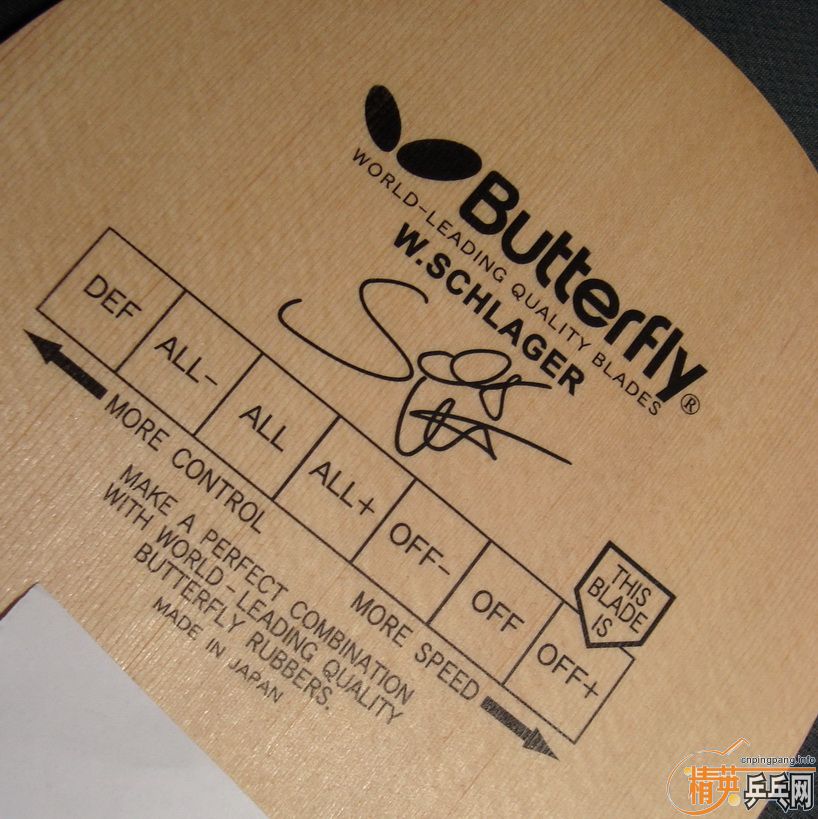 Butterfly®
WORLD-LEADING QUALITY BLADES
W.SCHLAGER
THIS
BLADE
IS
DEF ALL- ALL ALL+ OFF- OFF OFF+
MORE CONTROL MORE SPEED
MAKE A PERFECT COMBINATION
WITH WORLD-LEADING QUALITY
BUTTERFLY RUBBERS.
MADE IN JAPAN
cnpingpang.info
精英乒乓网